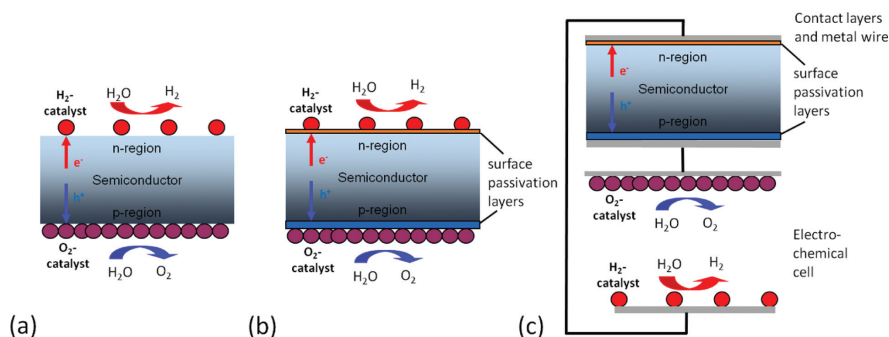 H₂-
catalyst
H₂O
H₂
n-region
e⁻
Semiconductor
h⁺
p-region
O₂-
catalyst
H₂O
O₂
(a)
H₂-
catalyst
H₂O
H₂
n-region
e⁻
Semiconductor
h⁺
p-region
surface
passivation
layers
O₂-
catalyst
H₂O
O₂
(b)
Contact layers
and metal wire
n-region
e⁻
Semiconductor
h⁺
p-region
surface
passivation
layers
O₂-
catalyst
H₂O
O₂
Electro-
chemical
cell
H₂-
catalyst
H₂O
H₂
(c)